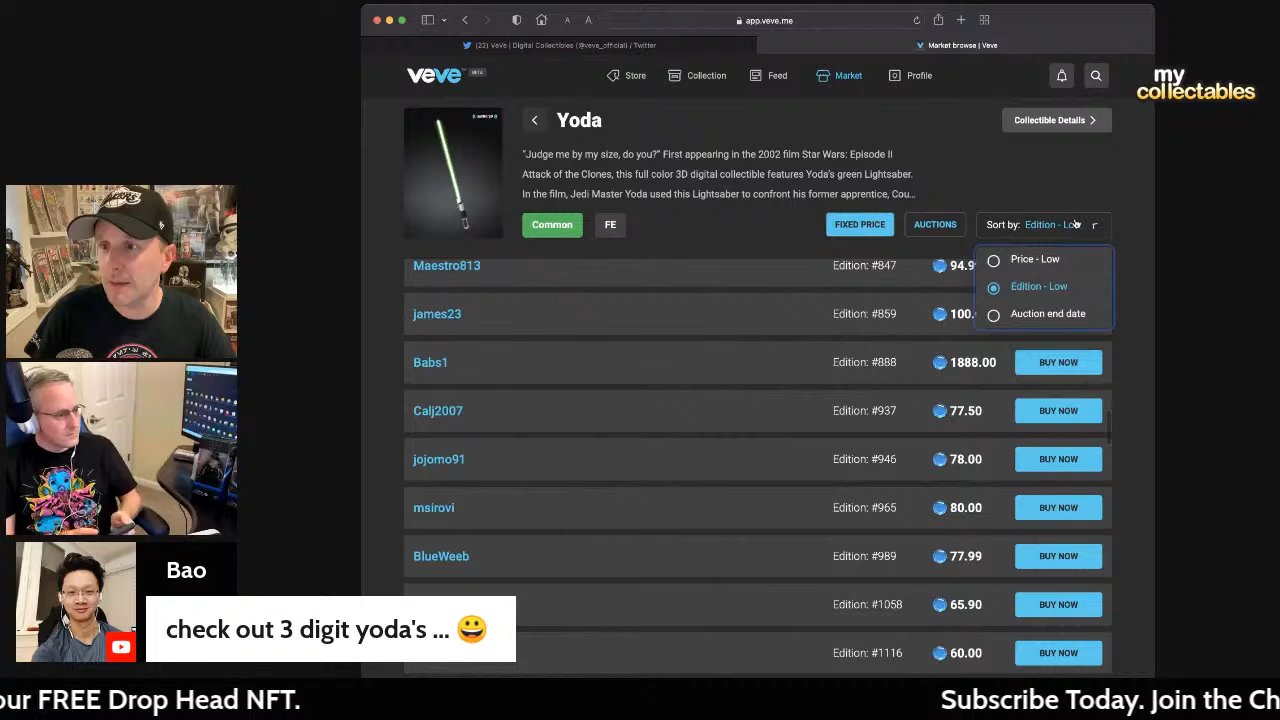 app.veve.me
(22) VeVe | Digital Collectibles (@veve_official) / Twitter
Market browse | Veve
veve BETA
Store
Collection
Feed
Market
Profile
my
collectables
Yoda
Collectible Details
"Judge me by my size, do you?" First appearing in the 2002 film Star Wars: Episode II
Attack of the Clones, this full color 3D digital collectible features Yoda's green Lightsaber.
In the film, Jedi Master Yoda used this Lightsaber to confront his former apprentice, Cou...
Common
FE
FIXED PRICE
AUCTIONS
Sort by: Edition - Low
Price - Low
Edition - Low
Auction end date
Maestro813 Edition: #847 94.9
james23 Edition: #859 100.
Babs1 Edition: #888 1888.00 BUY NOW
Calj2007 Edition: #937 77.50 BUY NOW
jojomo91 Edition: #946 78.00 BUY NOW
msirovi Edition: #965 80.00 BUY NOW
BlueWeeb Edition: #989 77.99 BUY NOW
Edition: #1058 65.90 BUY NOW
Edition: #1116 60.00 BUY NOW
Bao
check out 3 digit yoda's ... 😀
our FREE Drop Head NFT.
Subscribe Today. Join the Ch